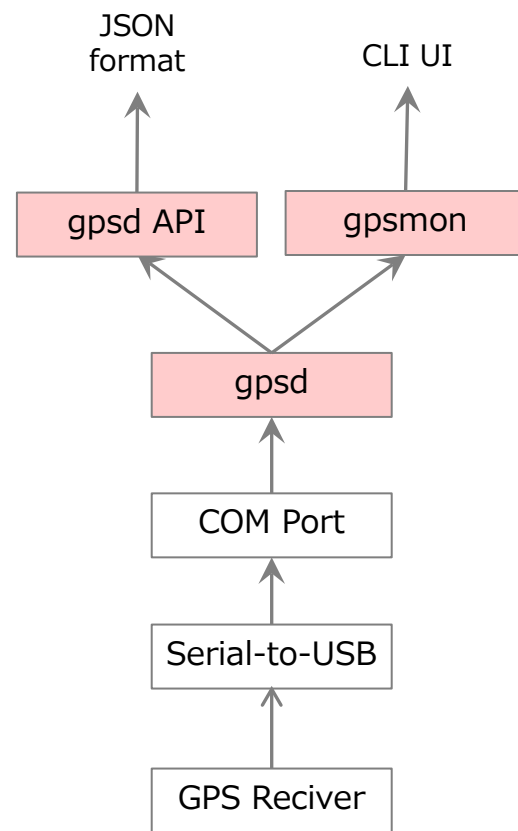 JSON
format
CLI UI
gpsd API
gpsmon
gpsd
COM Port
Serial-to-USB
GPS Reciver